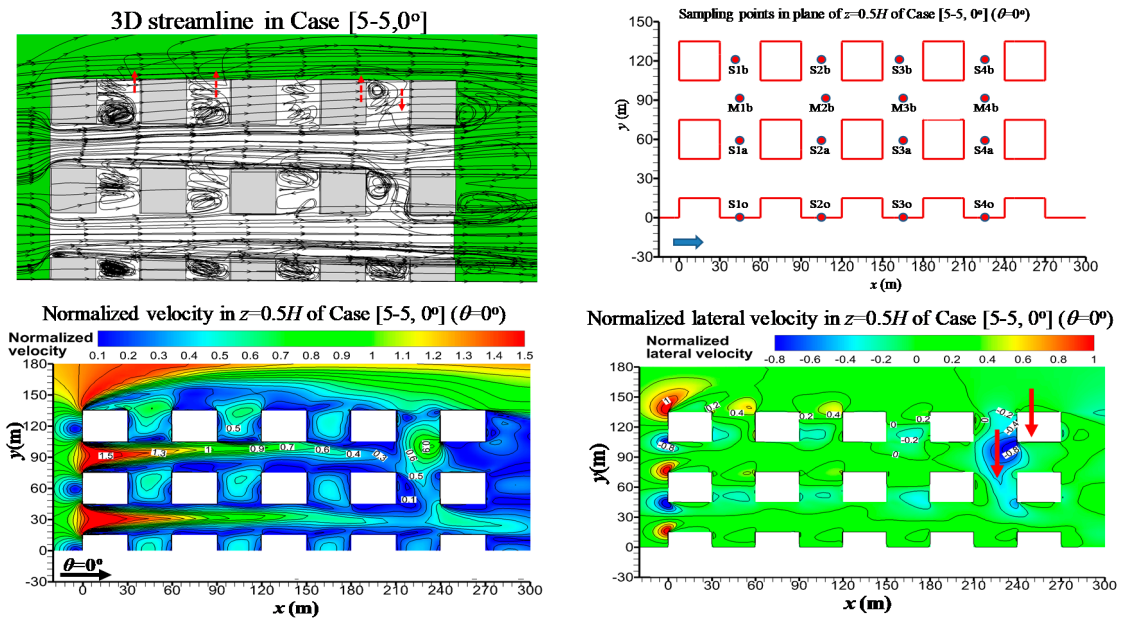 3D streamline in Case [5-5,0º]
Sampling points in plane of z=0.5H of Case [5-5, 0º] (θ=0º)
150
120
90
60
30
0
-30
y (m)
S1b S2b S3b S4b
M1b M2b M3b M4b
S1a S2a S3a S4a
S1o S2o S3o S4o
0 30 60 90 120 150 180 210 240 270 300
x (m)
Normalized velocity in z=0.5H of Case [5-5, 0º] (θ=0º)
Normalized
velocity
0.1 0.2 0.3 0.4 0.5 0.6 0.7 0.8 0.9 1 1.1 1.2 1.3 1.4 1.5
180
150
120
90
60
30
0
-30
y(m)
0.5
1.5 1.3 1 0.9 0.7 0.6 0.4 0.3 0.6 0.9
0.5
0.1
θ=0º
0 30 60 90 120 150 180 210 240 270 300
x (m)
Normalized lateral velocity in z=0.5H of Case [5-5, 0º] (θ=0º)
Normalized
lateral velocity
-0.8 -0.4 0 0.4 0.6 1
180
150
120
90
60
30
0
-30
y(m)
1 0.2 0.4 0.4 0.2 0 -0.2
-0.8 0 -0.2 -0.4
0 -0.6
0 30 60 90 120 150 180 210 240 270 300
x (m)